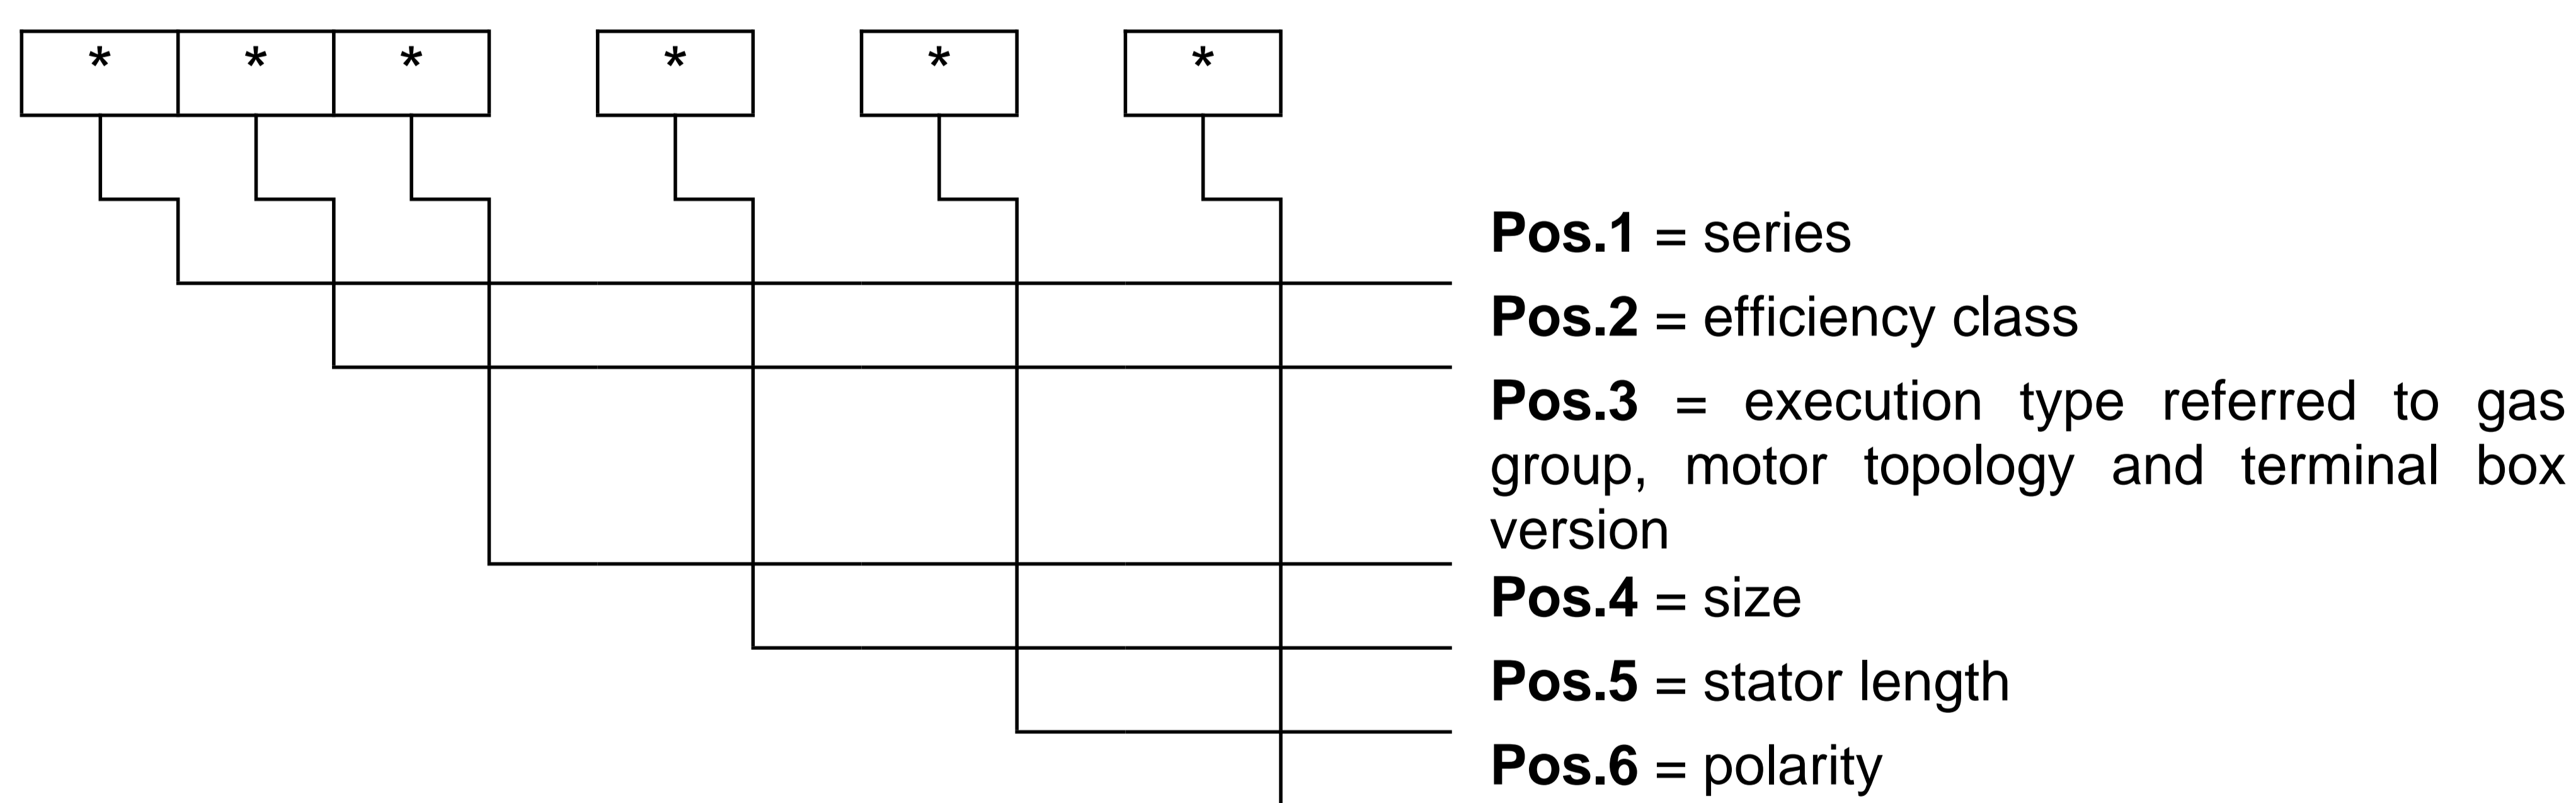 * * * * * *
Pos.1 = series
Pos.2 = efficiency class
Pos.3 = execution type referred to gas
group, motor topology and terminal box
version
Pos.4 = size
Pos.5 = stator length
Pos.6 = polarity